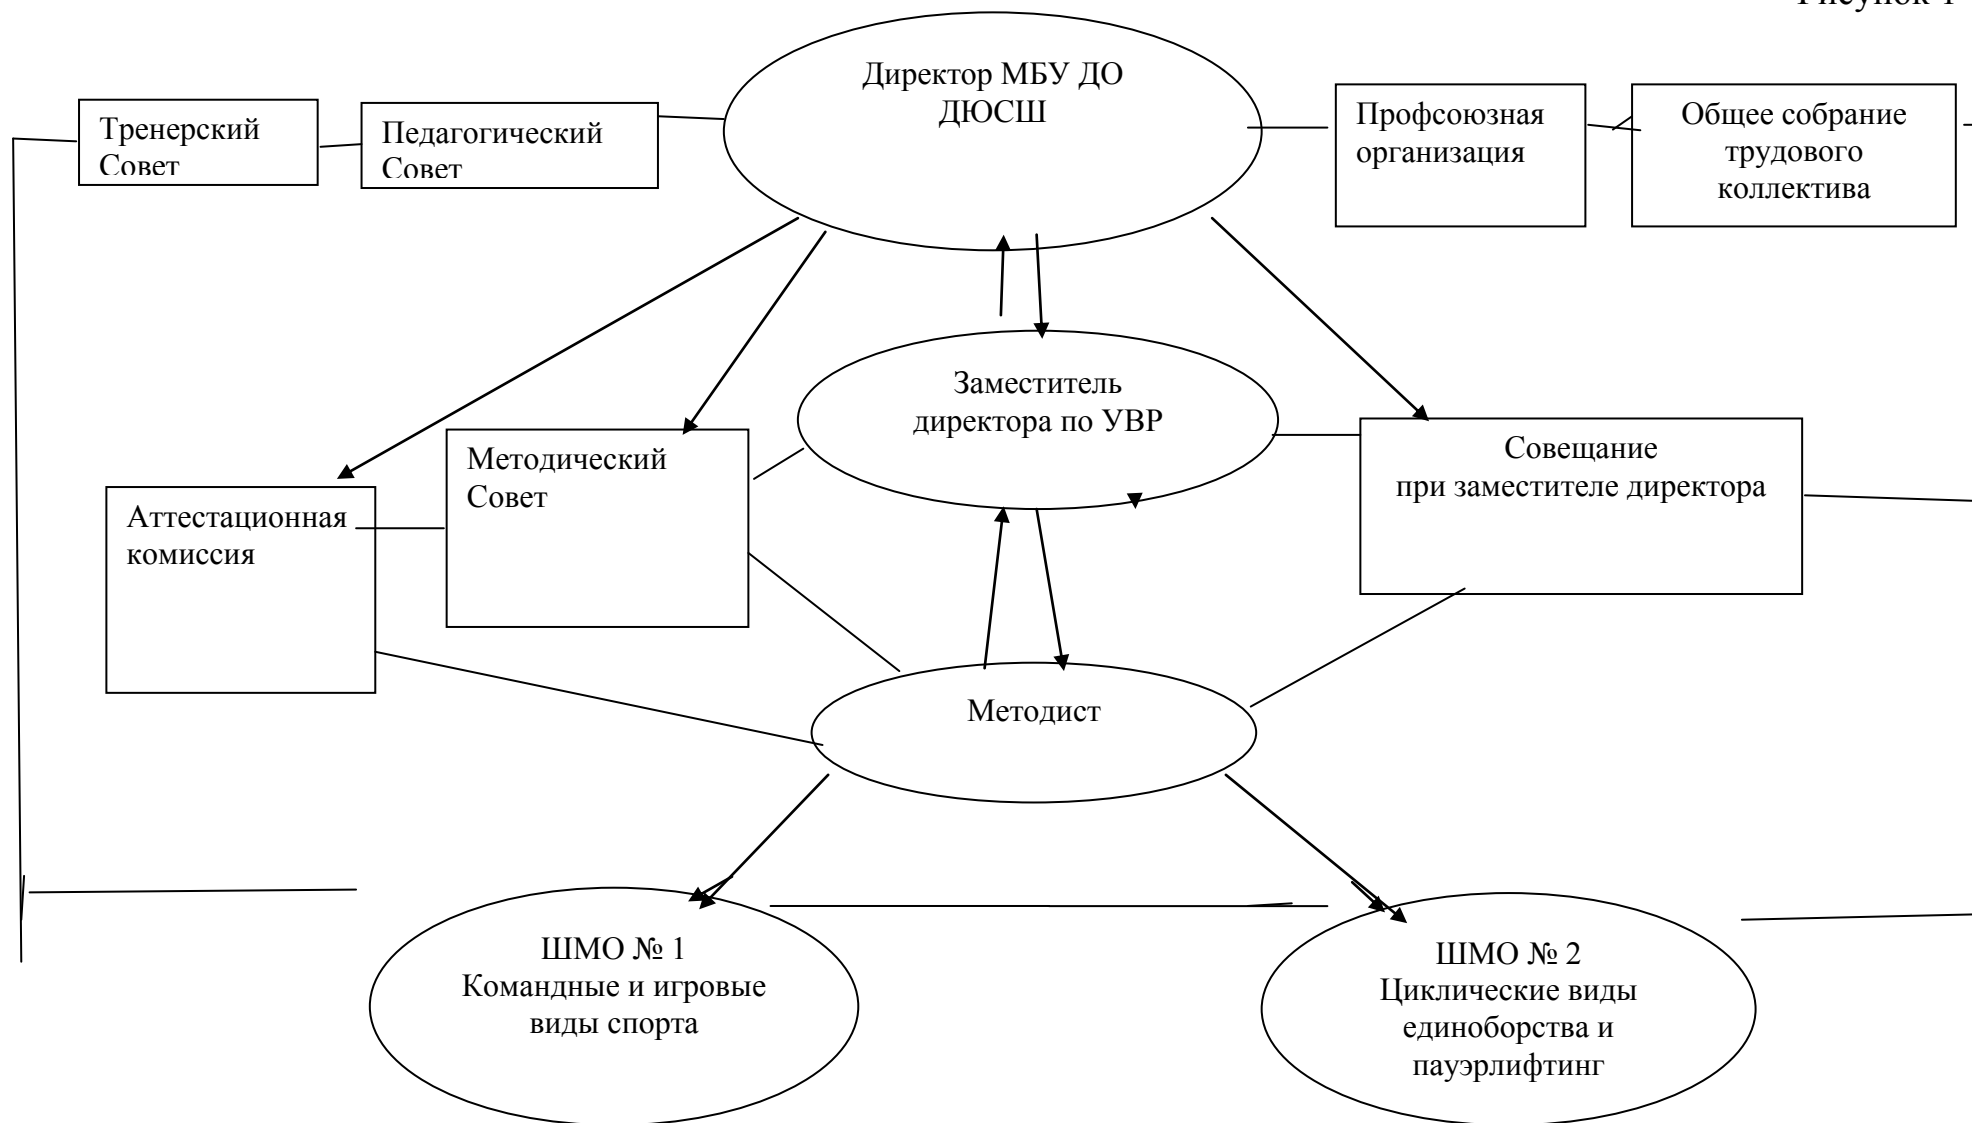 Рисунок 1
Директор МБУ ДО
ДЮСШ
Тренерский
Совет
Педагогический
Совет
Профсоюзная
организация
Общее собрание
трудового
коллектива
Заместитель
директора по УВР
Методический
Совет
Совещание
при заместителе директора
Аттестационная
комиссия
Методист
ШМО № 1
Командные и игровые
виды спорта
ШМО № 2
Циклические виды
единоборства и
пауэрлифтинг